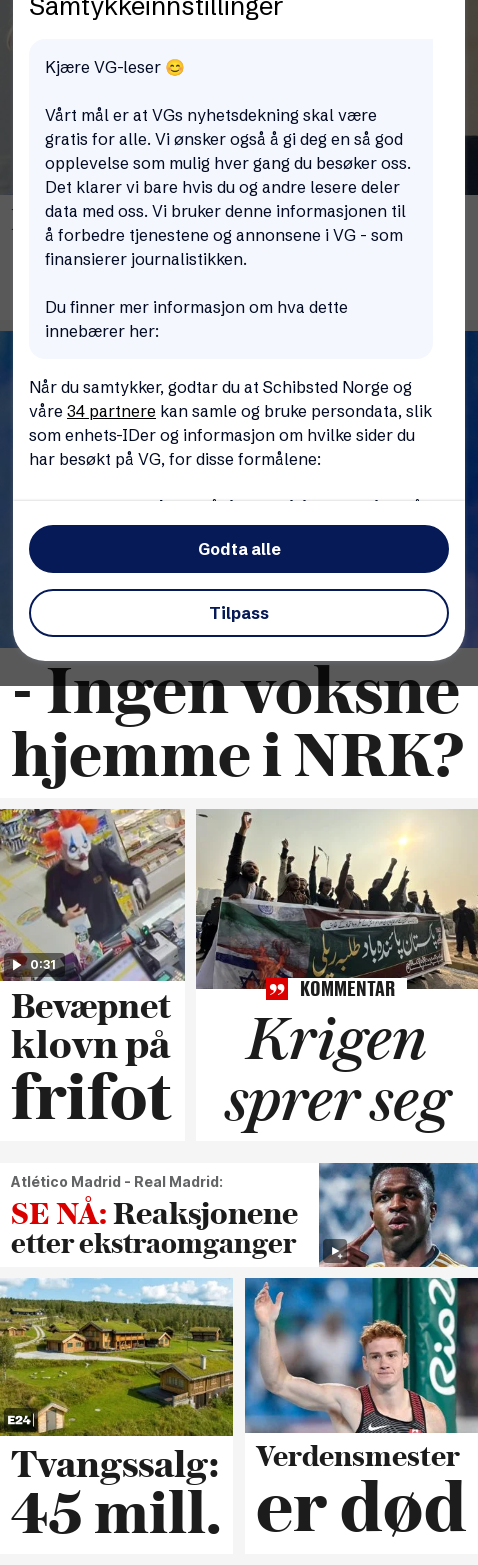 Samtykkeinnstillinger
Kjære VG-leser 😊
Vårt mål er at VGs nyhetsdekning skal være
gratis for alle. Vi ønsker også å gi deg en så god
opplevelse som mulig hver gang du besøker oss.
Det klarer vi bare hvis du og andre lesere deler
data med oss. Vi bruker denne informasjonen til
å forbedre tjenestene og annonsene i VG - som
finansierer journalistikken.
Du finner mer informasjon om hva dette
innebærer her:
Når du samtykker, godtar du at Schibsted Norge og
våre 34 partnere kan samle og bruke persondata, slik
som enhets-IDer og informasjon om hvilke sider du
har besøkt på VG, for disse formålene:
Godta alle
Tilpass
- Ingen voksne
hjemme i NRK?
0:31
Bevæpnet
klovn på
frifot
KOMMENTAR
Krigen
sprer seg
Atlético Madrid - Real Madrid:
SE NÅ: Reaksjonene
etter ekstraomganger
E24
Tvangssalg:
45 mill.
Rio2
Verdensmester
er død